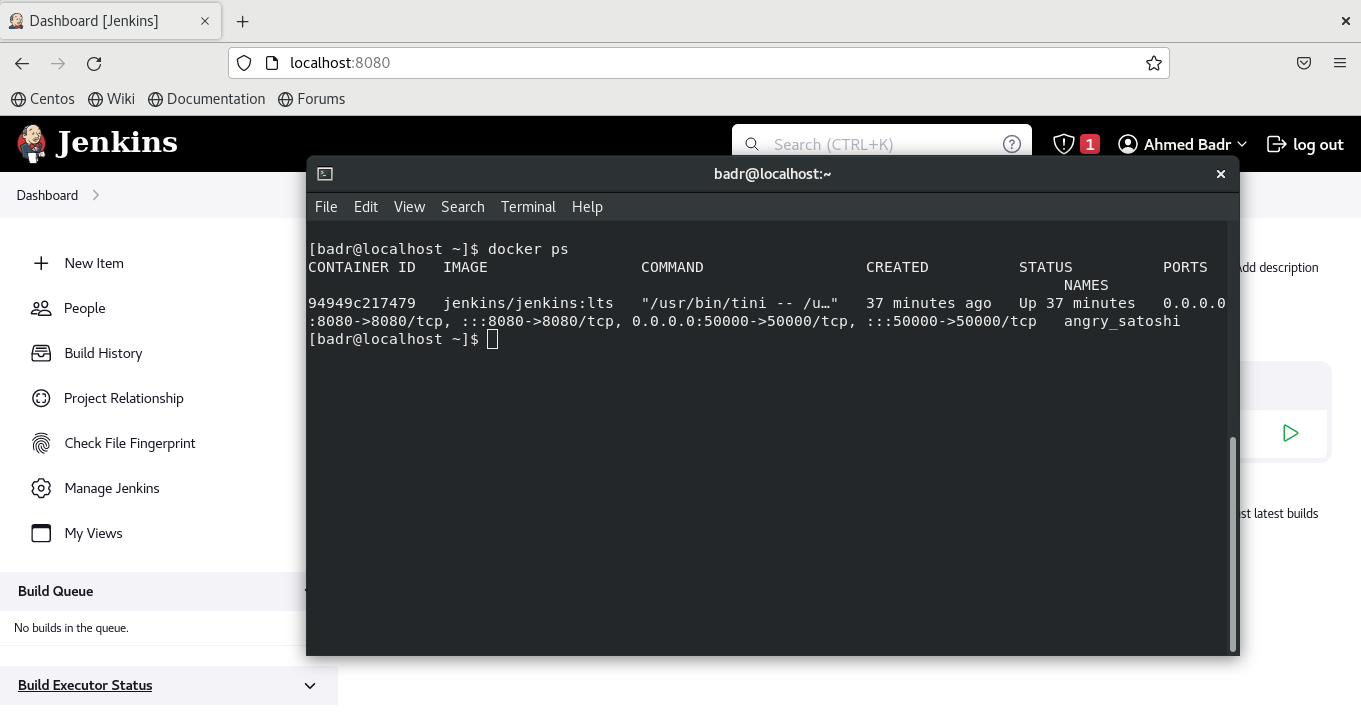 Dashboard [Jenkins]
localhost:8080
Centos Wiki Documentation Forums
Jenkins
Search (CTRL+K)
1
Ahmed Badr
log out
Dashboard
New Item
People
Build History
Project Relationship
Check File Fingerprint
Manage Jenkins
My Views
Build Queue
No builds in the queue.
Build Executor Status
badr@localhost:~
File Edit View Search Terminal Help
[badr@localhost ~]$ docker ps
CONTAINER ID   IMAGE                 COMMAND                  CREATED          STATUS          PORTS
                                                                                    NAMES
94949c217479   jenkins/jenkins:lts   "/usr/bin/tini -- /u…"   37 minutes ago   Up 37 minutes   0.0.0.0
:8080->8080/tcp, :::8080->8080/tcp, 0.0.0.0:50000->50000/tcp, :::50000->50000/tcp   angry_satoshi
[badr@localhost ~]$
description
latest builds